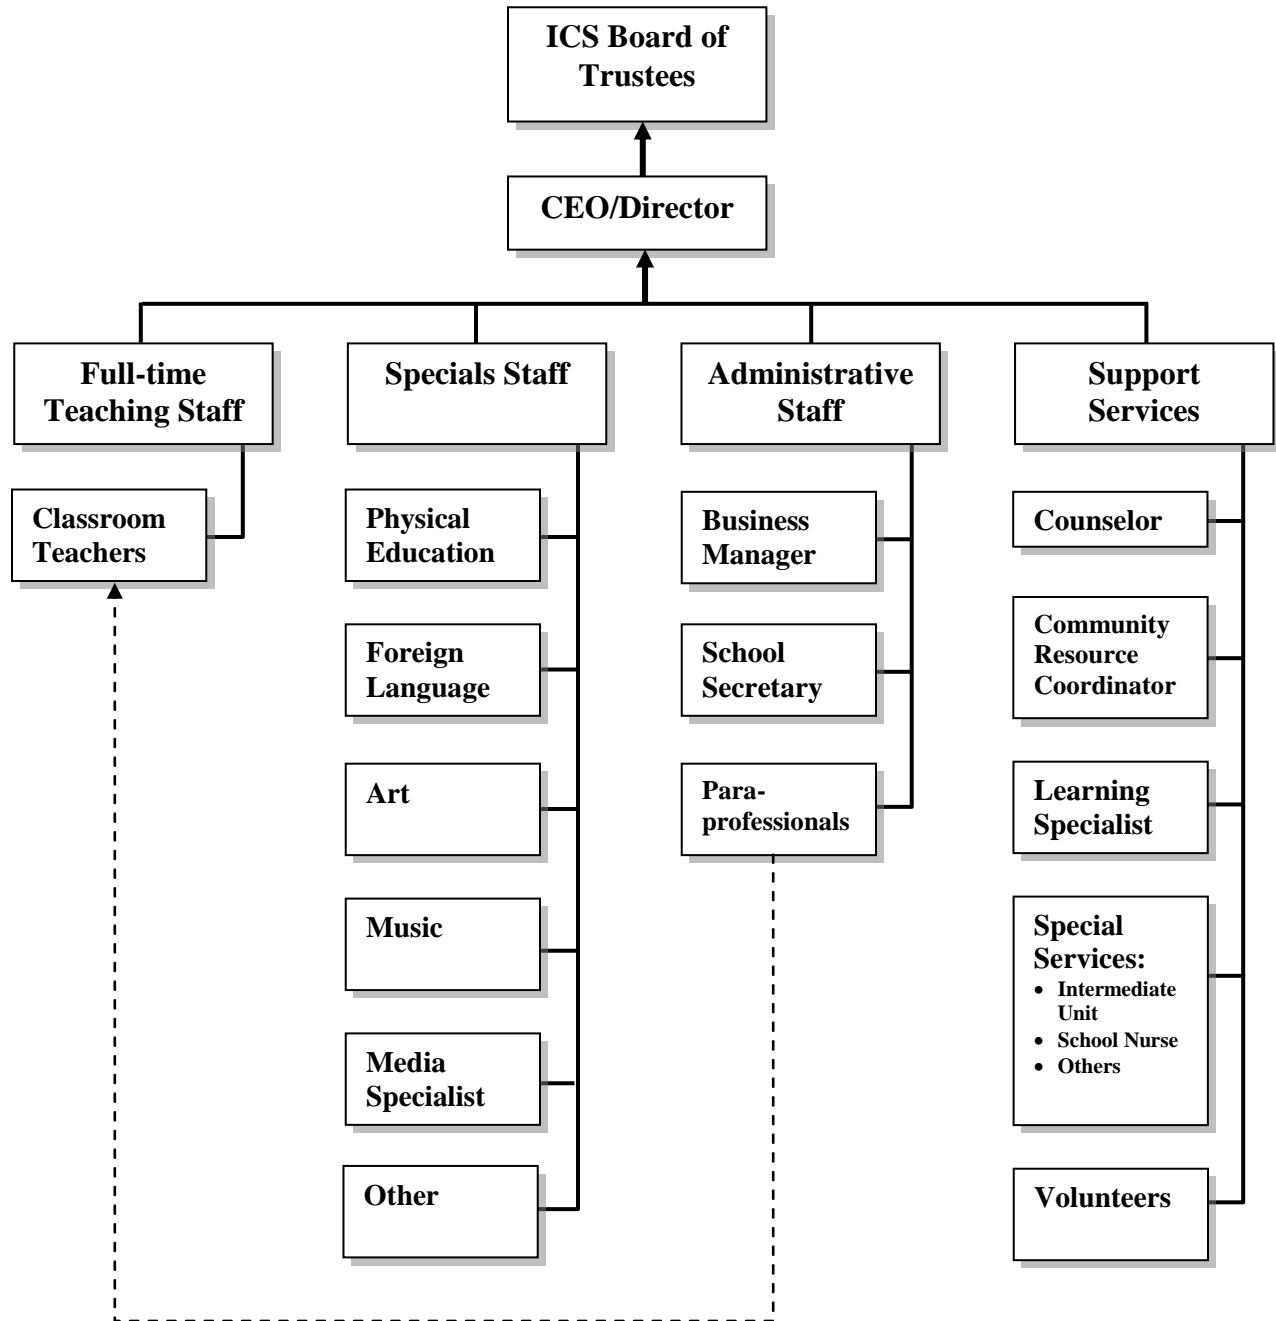 ICS Board of
Trustees
CEO/Director
Full-time
Teaching Staff
Classroom
Teachers
Specials Staff
Physical
Education
Foreign
Language
Art
Music
Media
Specialist
Other
Administrative
Staff
Business
Manager
School
Secretary
Para-
professionals
Support
Services
Counselor
Community
Resource
Coordinator
Learning
Specialist
Special
Services:
• Intermediate
Unit
• School Nurse
• Others
Volunteers